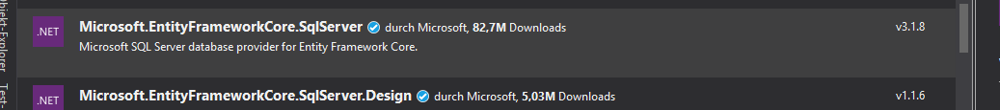 Objekt-Explorer
Test-
.NET
Microsoft.EntityFrameworkCore.SqlServer durch Microsoft, 82,7M Downloads
v3.1.8
Microsoft SQL Server database provider for Entity Framework Core.
.NET
Microsoft.EntityFrameworkCore.SqlServer.Design durch Microsoft, 5,03M Downloads
v1.1.6